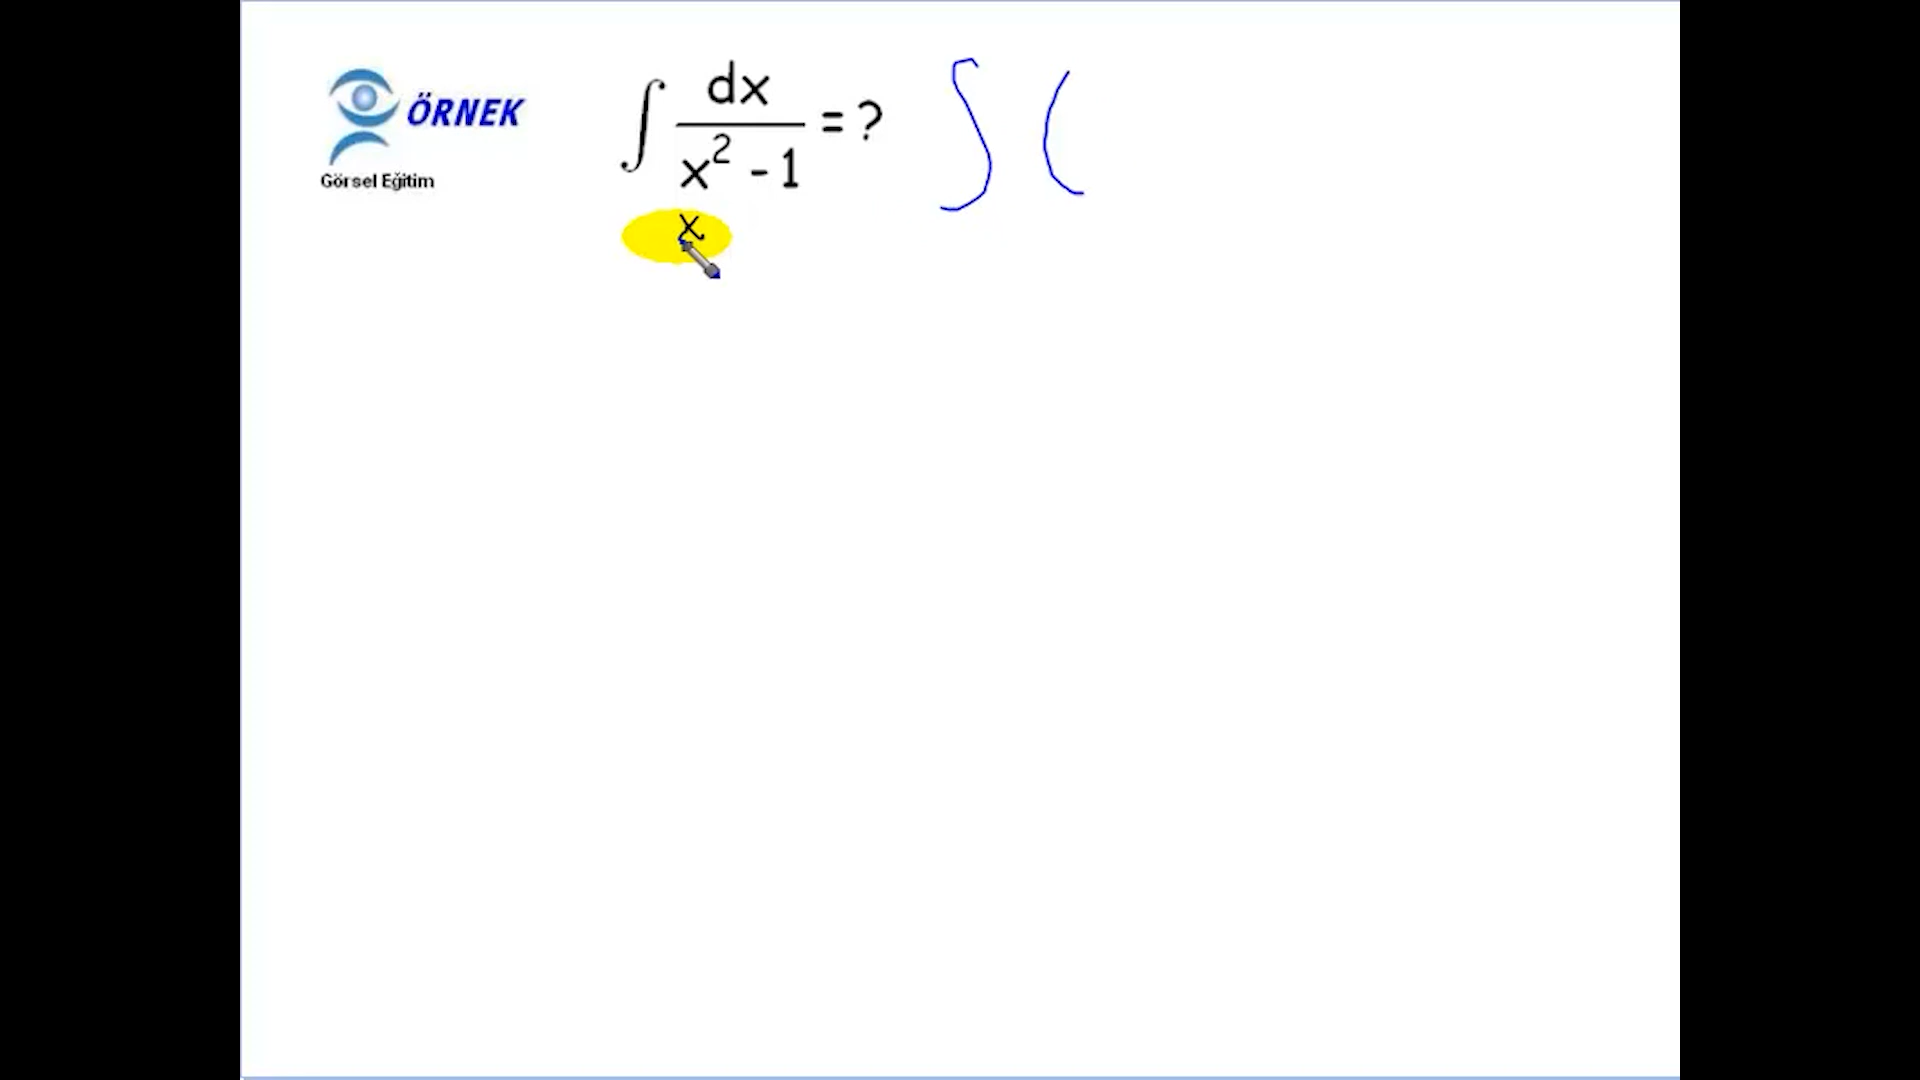 ÖRNEK
Görsel Eğitim
∫ dx / x² - 1 = ? ∫ (
x